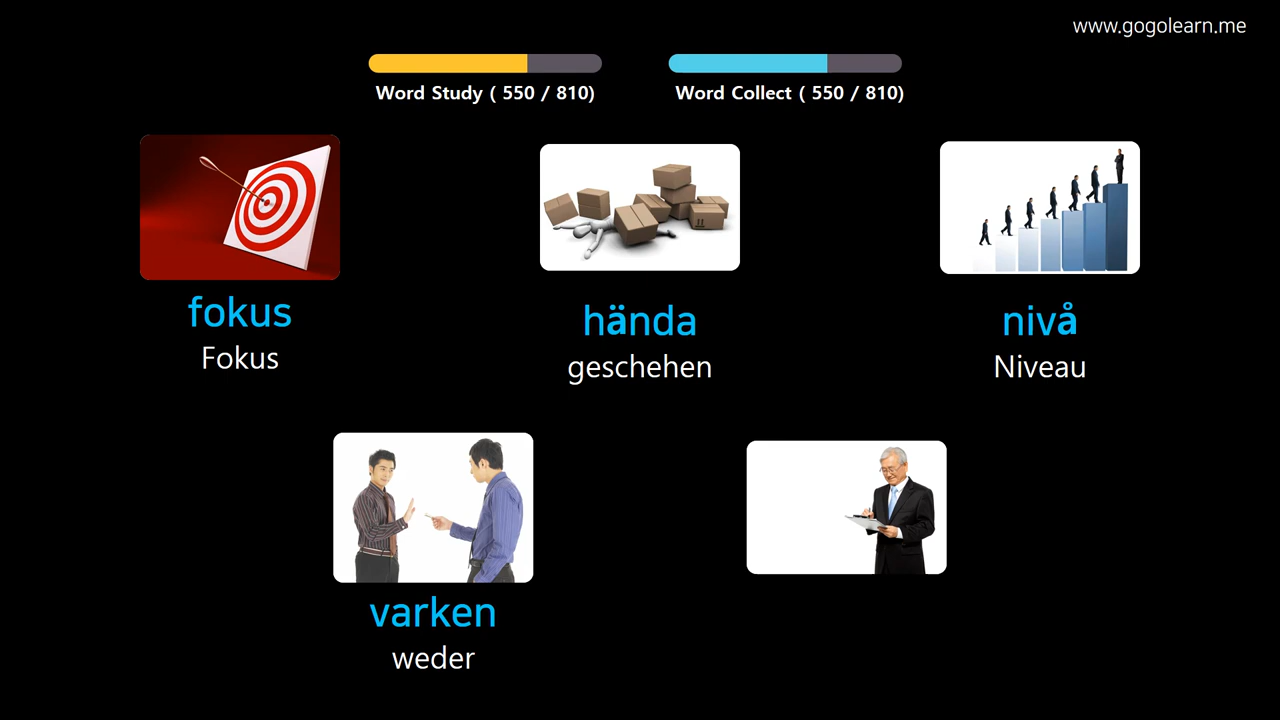 www.gogolearn.me
Word Study ( 550 / 810)
Word Collect ( 550 / 810)
fokus
Fokus
hända
geschehen
nivå
Niveau
varken
weder